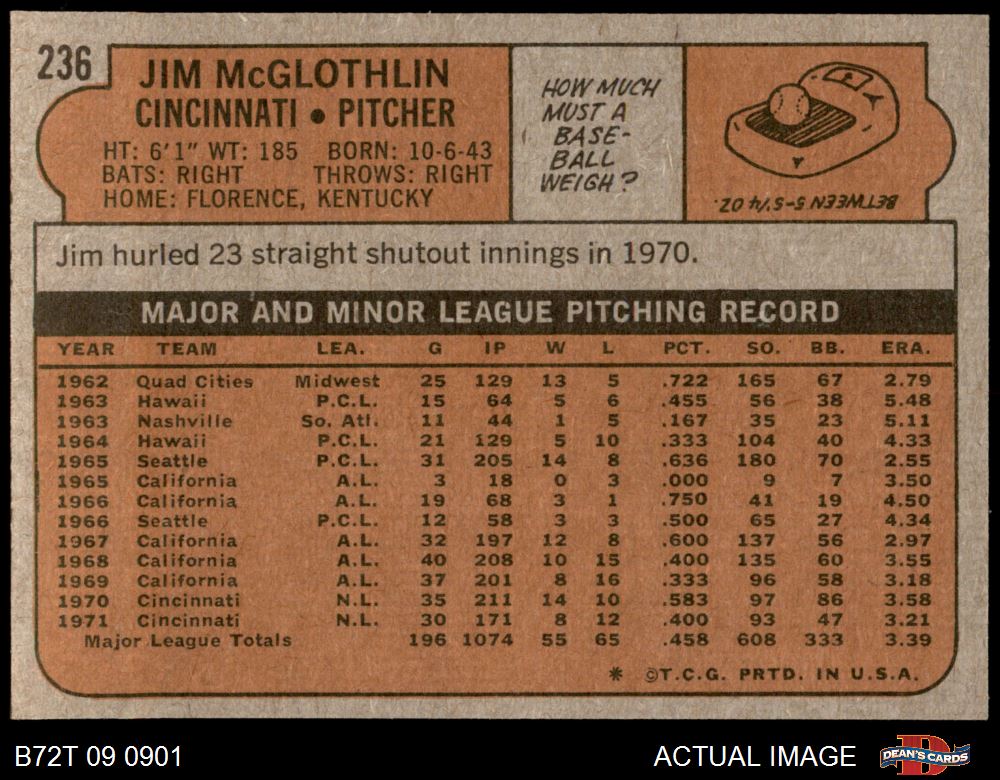 236
JIM McGLOTHLIN
CINCINNATI • PITCHER
HT: 6'1" WT: 185 BORN: 10-6-43
BATS: RIGHT THROWS: RIGHT
HOME: FLORENCE, KENTUCKY
HOW MUCH
MUST A
BASE-
BALL
WEIGH?
BETWEEN 5-5¼ OZ.
Jim hurled 23 straight shutout innings in 1970.
MAJOR AND MINOR LEAGUE PITCHING RECORD
YEAR TEAM LEA. G IP W L PCT. SO. BB. ERA.
1962 Quad Cities Midwest 25 129 13 5 .722 165 67 2.79
1963 Hawaii P.C.L. 15 64 5 6 .455 56 38 5.48
1963 Nashville So. Atl. 11 44 1 5 .167 35 23 5.11
1964 Hawaii P.C.L. 21 129 5 10 .333 104 40 4.33
1965 Seattle P.C.L. 31 205 14 8 .636 180 70 2.55
1965 California A.L. 3 18 0 3 .000 9 7 3.50
1966 California A.L. 19 68 3 1 .750 41 19 4.50
1966 Seattle P.C.L. 12 58 3 3 .500 65 27 4.34
1967 California A.L. 32 197 12 8 .600 137 56 2.97
1968 California A.L. 40 208 10 15 .400 135 60 3.55
1969 California A.L. 37 201 8 16 .333 96 58 3.18
1970 Cincinnati N.L. 35 211 14 10 .583 97 86 3.58
1971 Cincinnati N.L. 30 171 8 12 .400 93 47 3.21
Major League Totals 196 1074 55 65 .458 608 333 3.39
* ©T.C.G. PRTD. IN U.S.A.
B72T 09 0901
ACTUAL IMAGE
D
DEAN'S CARDS